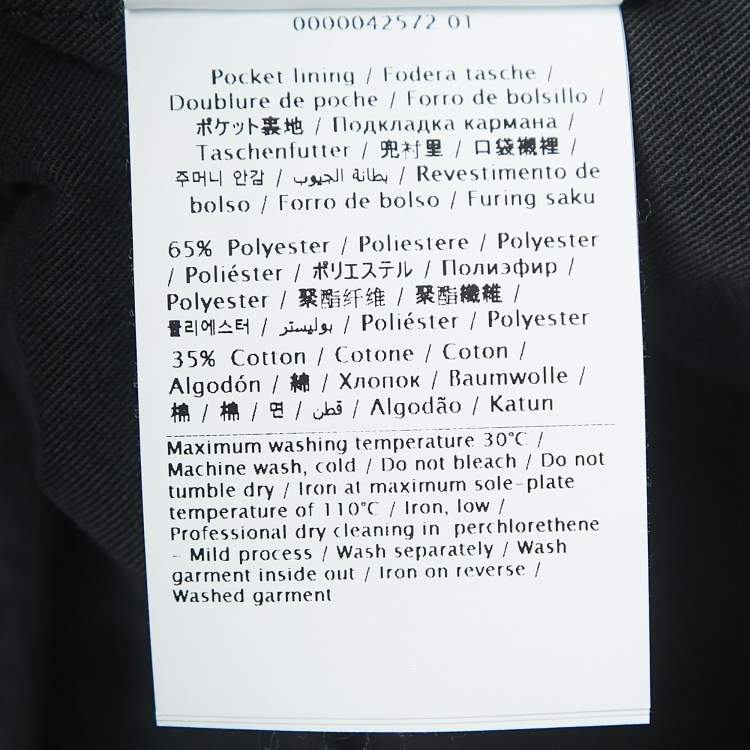 0000042572 01
Pocket lining / Fodera tasche /
Doublure de poche / Forro de bolsillo /
ポケット裏地 / Подкладка кармана /
Taschenfutter / 兜衬里 / 口袋襯裡 /
주머니 안감 / بطانة الجيوب / Revestimento de
bolso / Forro de bolso / Furing saku
65% Polyester / Poliestere / Polyester
/ Poliéster / ポリエステル / Полиэфир /
Polyester / 聚酯纤维 / 聚酯纖維 /
폴리에스터 / بوليستر / Poliéster / Polyester
35% Cotton / Cotone / Coton /
Algodón / 綿 / Хлопок / Baumwolle /
棉 / 棉 / 면 / قطن / Algodão / Katun
Maximum washing temperature 30°C /
Machine wash, cold / Do not bleach / Do not
tumble dry / Iron at maximum sole-plate
temperature of 110°C / Iron, low /
Professional dry cleaning in perchlorethene
- Mild process / Wash separately / Wash
garment inside out / Iron on reverse /
Washed garment